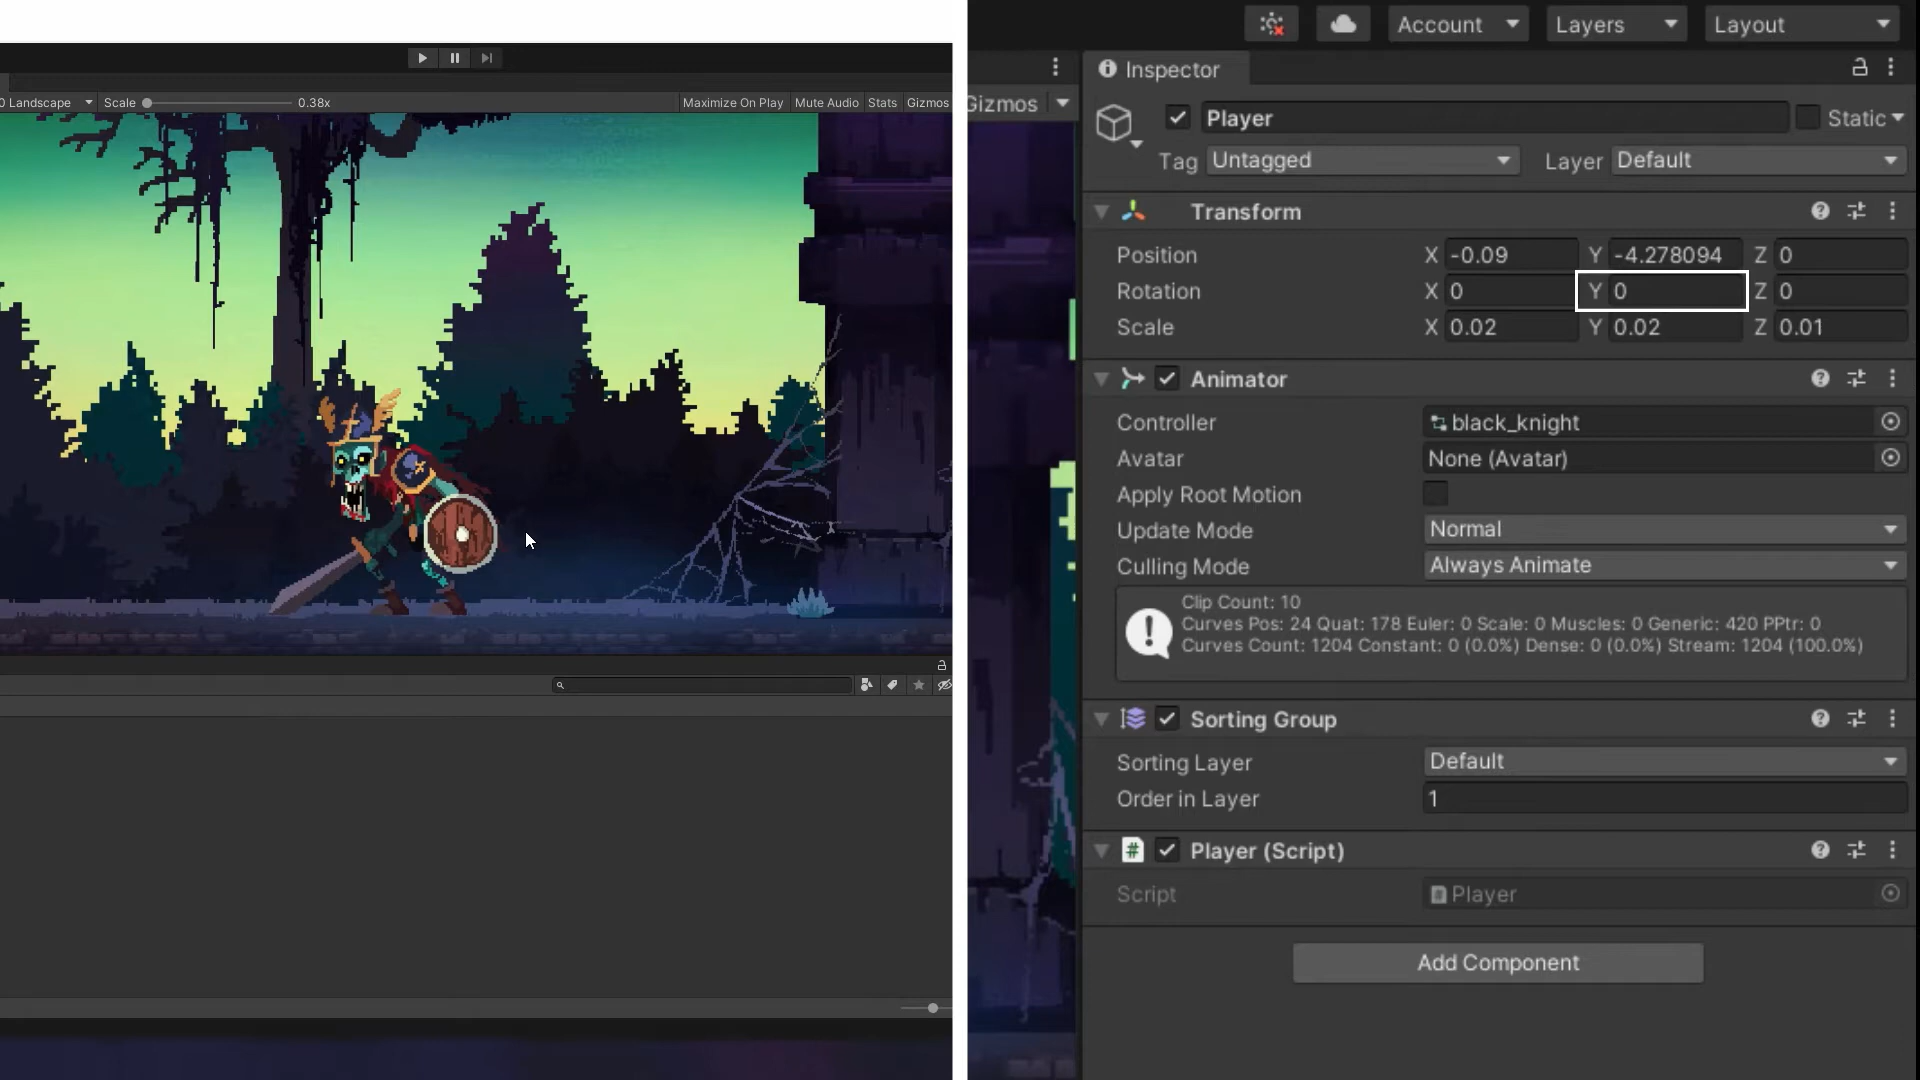 0 Landscape Scale 0.38x Maximize On Play Mute Audio Stats Gizmos
Account Layers Layout
Inspector
Gizmos
Player Static
Tag Untagged Layer Default
Transform
Position X -0.09 Y -4.278094 Z 0
Rotation X 0 Y 0 Z 0
Scale X 0.02 Y 0.02 Z 0.01
Animator
Controller black_knight
Avatar None (Avatar)
Apply Root Motion
Update Mode Normal
Culling Mode Always Animate
Clip Count: 10
Curves Pos: 24 Quat: 178 Euler: 0 Scale: 0 Muscles: 0 Generic: 420 PPtr: 0
Curves Count: 1204 Constant: 0 (0.0%) Dense: 0 (0.0%) Stream: 1204 (100.0%)
Sorting Group
Sorting Layer Default
Order in Layer 1
# Player (Script)
Script Player
Add Component